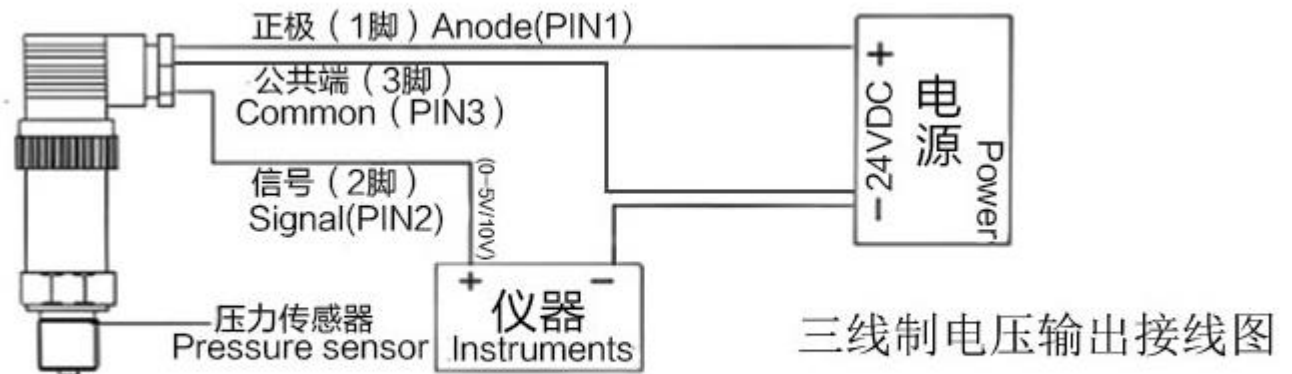 正极（1脚）Anode(PIN1)
公共端（3脚）
Common（PIN3）
信号（2脚）
Signal(PIN2)
(0-5V/10V)
+ -
仪器
Instruments
压力传感器
Pressure sensor
- 24VDC +
电源
Power
三线制电压输出接线图